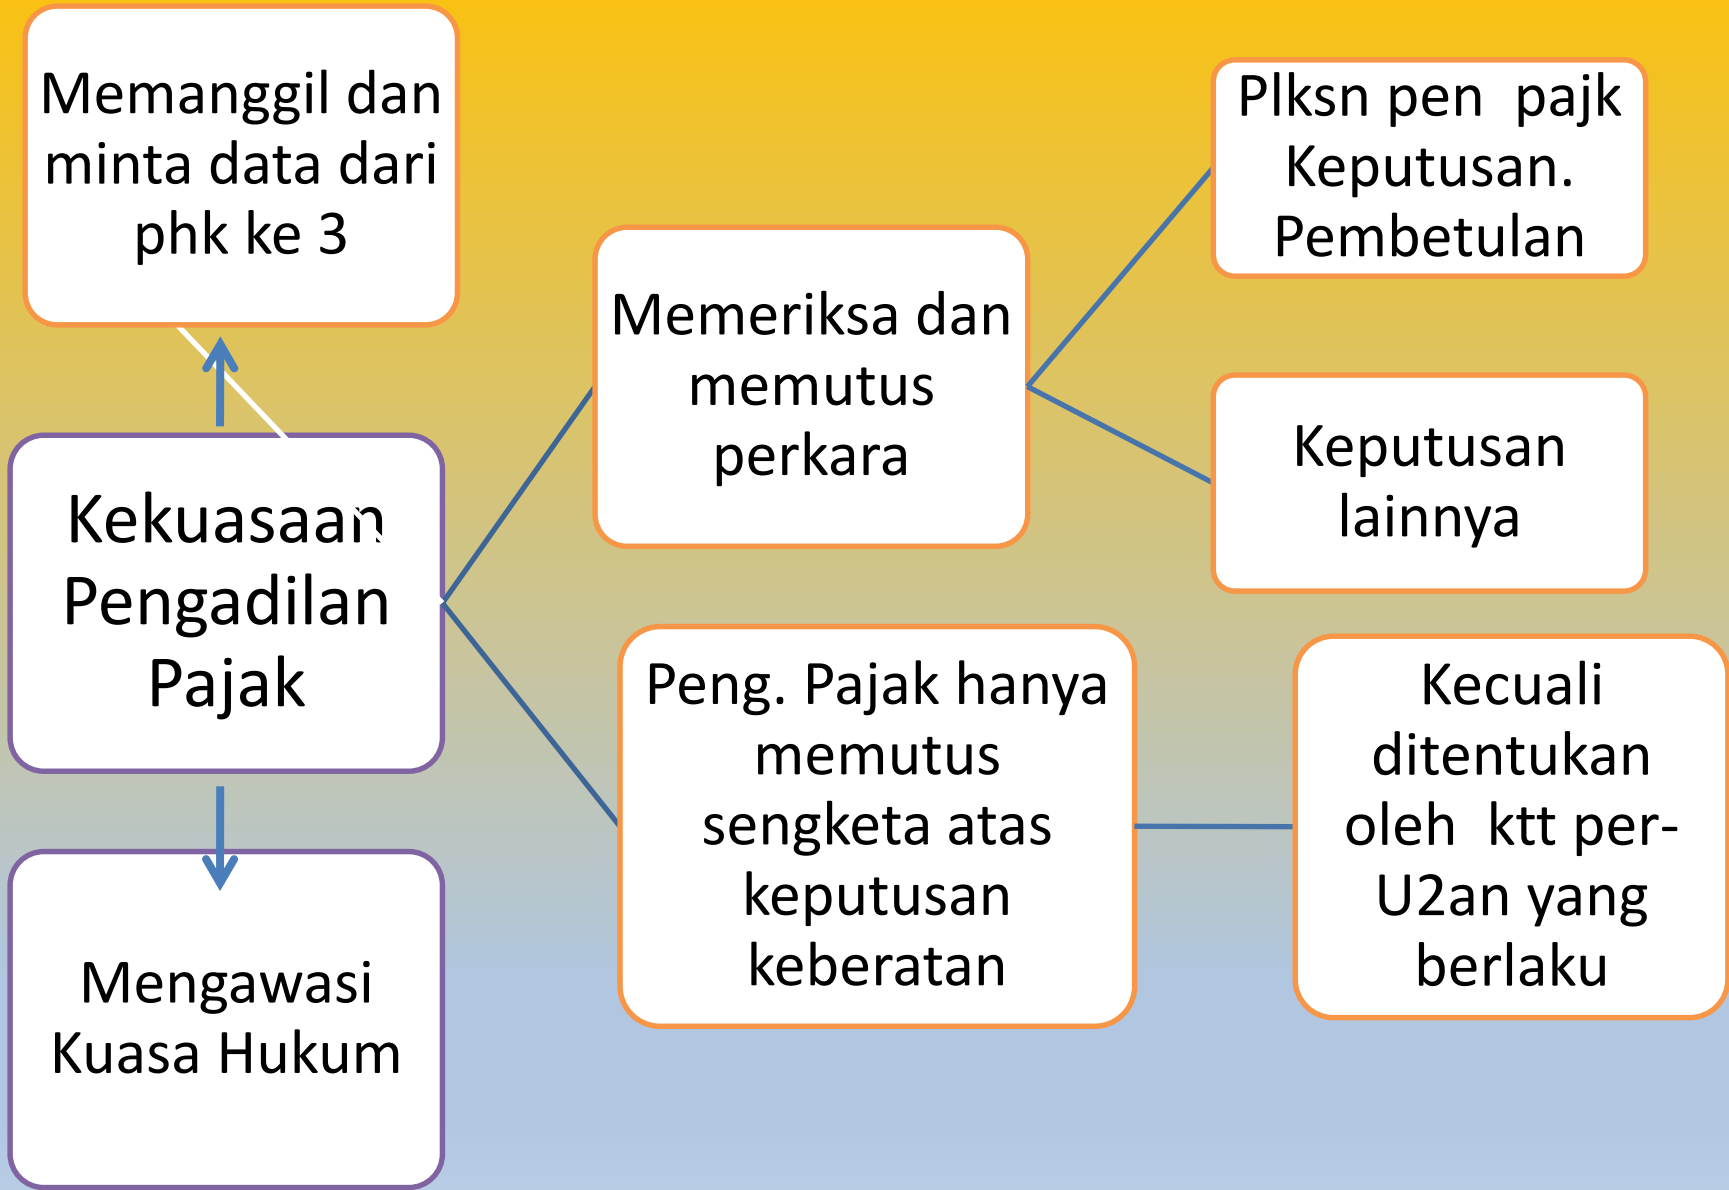 Memanggil dan
minta data dari
phk ke 3
Kekuasaan
Pengadilan
Pajak
Mengawasi
Kuasa Hukum
Memeriksa dan
memutus
perkara
Plksn pen  pajk
Keputusan.
Pembetulan
Keputusan
lainnya
Peng. Pajak hanya
memutus
sengketa atas
keputusan
keberatan
Kecuali
ditentukan
oleh  ktt per-
U2an yang
berlaku